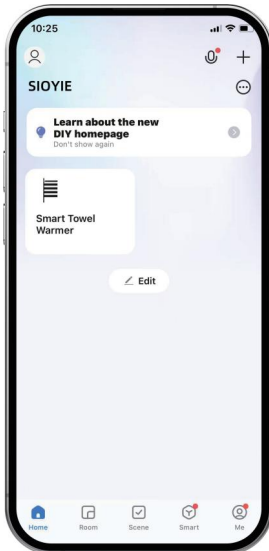 10:25
SIOYIE
Learn about the new
DIY homepage
Don't show again
Smart Towel
Warmer
Edit
Home Room Scene Smart Me